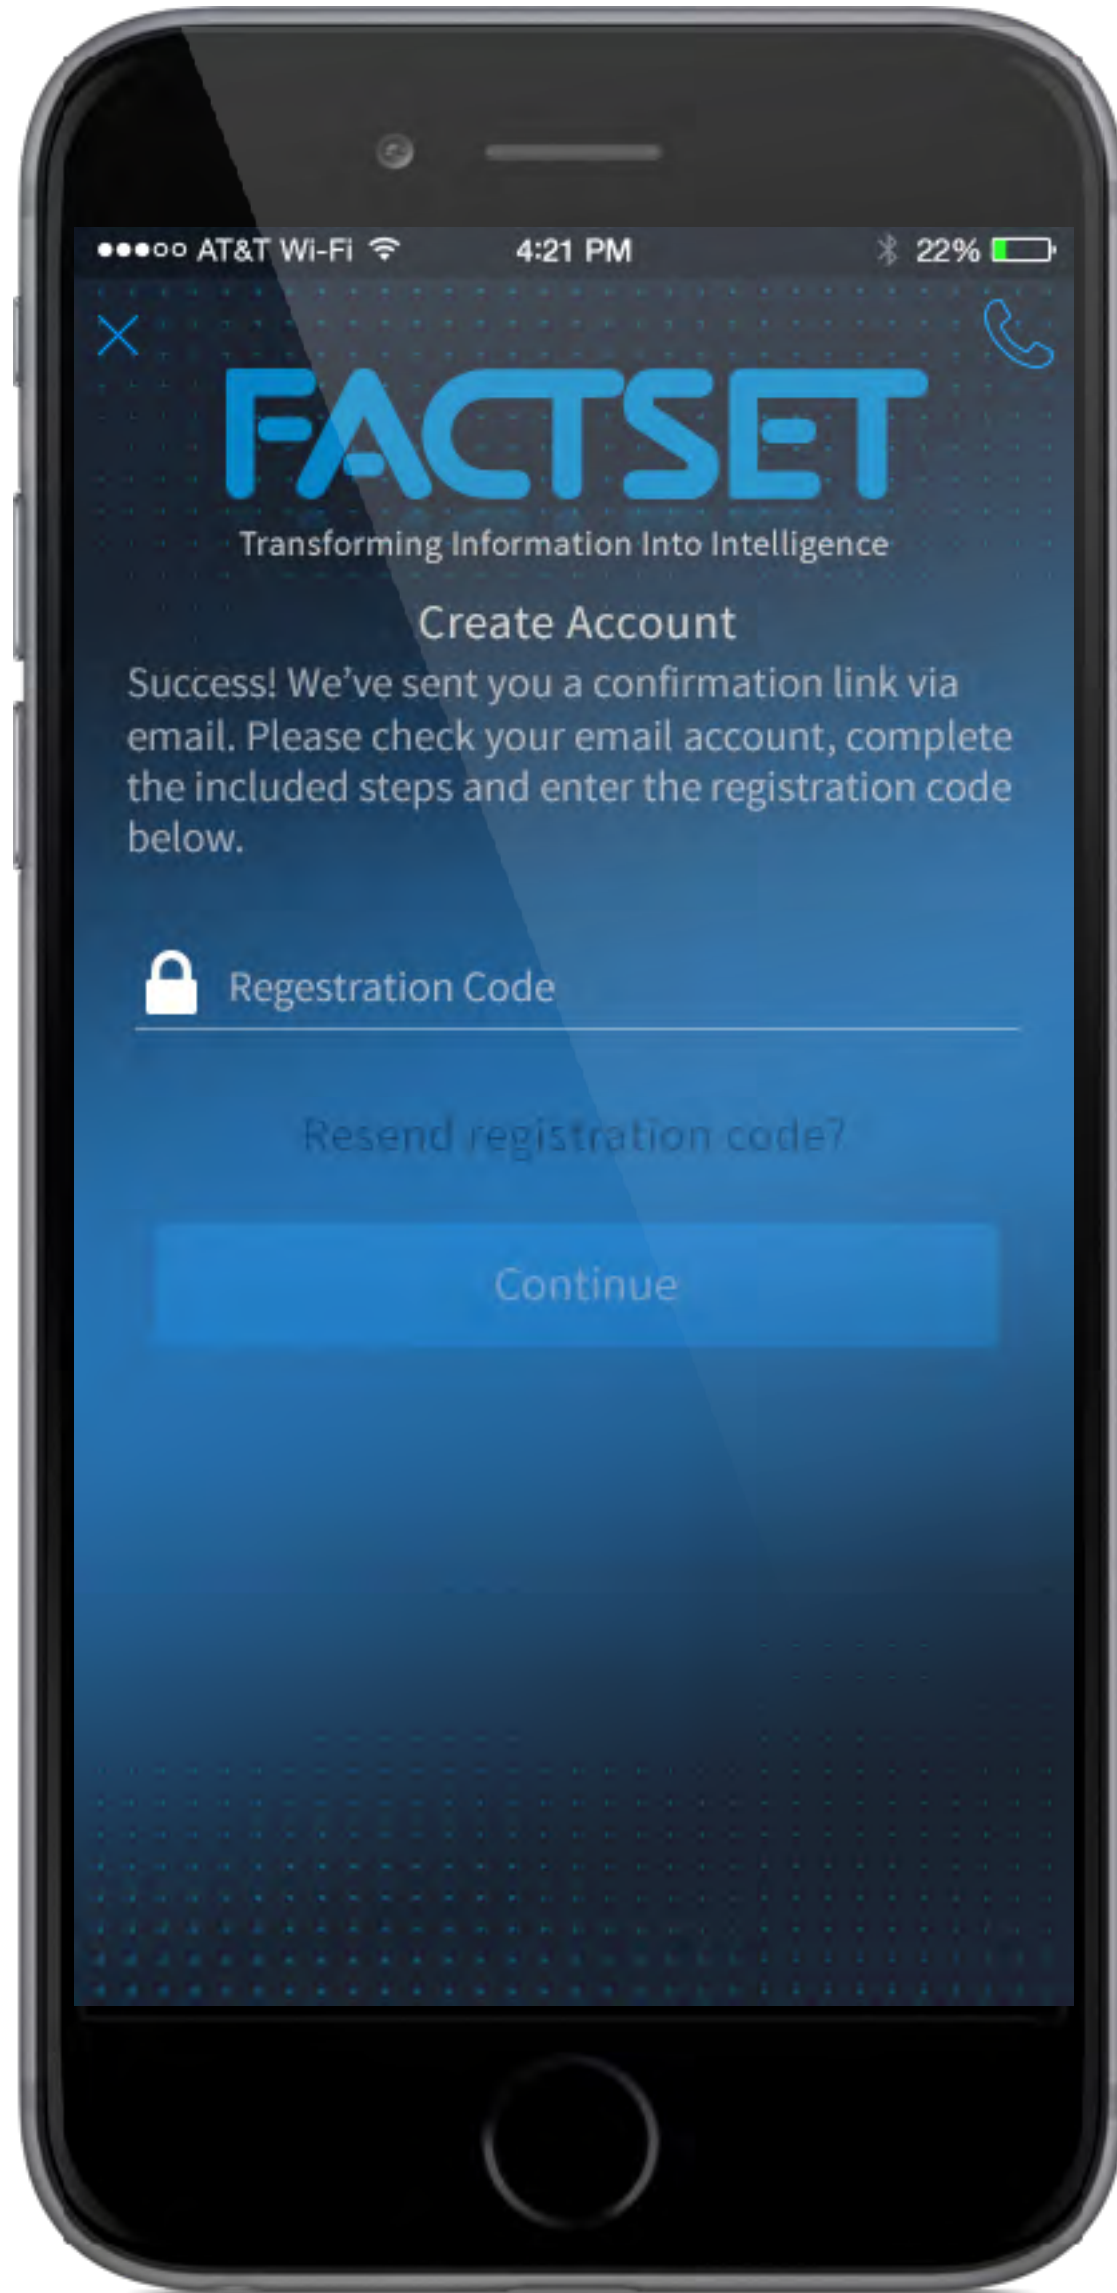 AT&T Wi-Fi 4:21 PM 22%
FACTSET
Transforming Information Into Intelligence
Create Account
Success! We’ve sent you a confirmation link via
email. Please check your email account, complete
the included steps and enter the registration code
below.
Regestration Code
Resend registration code?
Continue